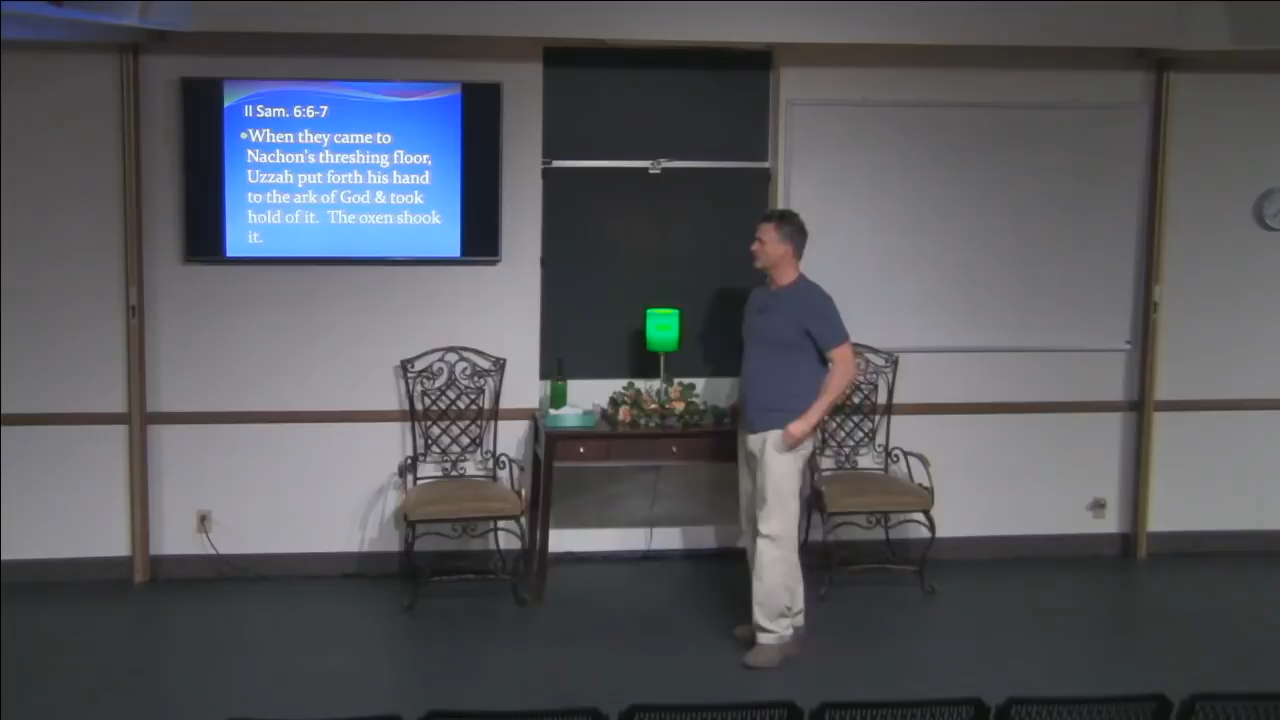 II Sam. 6:6-7
•When they came to
Nachon's threshing floor,
Uzzah put forth his hand
to the ark of God & took
hold of it.  The oxen shook
it.